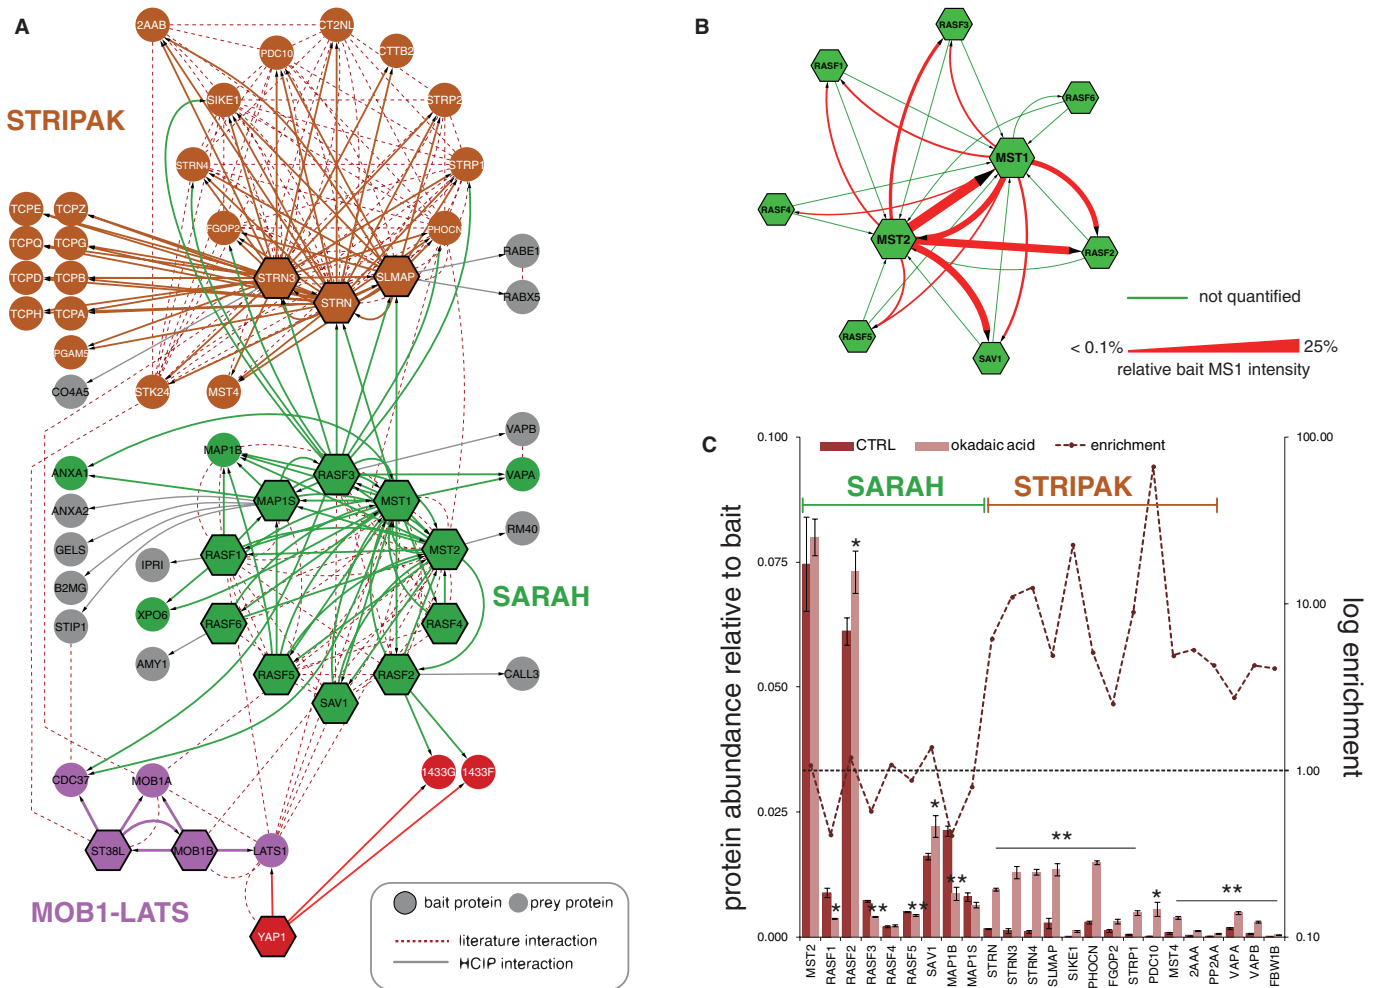 A
STRIPAK
2AAB
CT2NL
PDC10
CTTB2
SIKE1
STRP2
STRN4
STRP1
TCPE
TCPZ
FGOP2
PHOCN
TCPQ
TCPG
RABE1
TCPD
TCPB
STRN3
SLMAP
RABX5
STRN
TCPH
TCPA
PGAM5
CO4A5
STK24
MST4
VAPB
MAP1B
ANXA1
RASF3
VAPA
MAP1S
MST1
ANXA2
RM40
GELS
IPRI
RASF1
MST2
B2MG
SARAH
XPO6
STIP1
RASF6
RASF4
AMY1
RASF5
RASF2
CALL3
SAV1
CDC37
MOB1A
1433G
1433F
ST38L
MOB1B
LATS1
MOB1-LATS
YAP1
bait protein
prey protein
literature interaction
HCIP interaction
B
RASF3
RASF1
RASF6
MST1
RASF4
MST2
RASF2
RASF5
SAV1
not quantified
< 0.1%
25%
relative bait MS1 intensity
C
CTRL
okadaic acid
enrichment
SARAH
STRIPAK
protein abundance relative to bait
0.100
0.075
0.050
0.025
0.000
log enrichment
100.00
10.00
1.00
0.10
*
*
**
**
*
**
**
**
*
**
MST2
RASF1
RASF2
RASF3
RASF4
RASF5
SAV1
MAP1B
MAP1S
STRN
STRN3
STRN4
SLMAP
SIKE1
PHOCN
FGOP2
STRP1
PDC10
MST4
2AAA
PP2AA
VAPA
VAPB
FBW1B